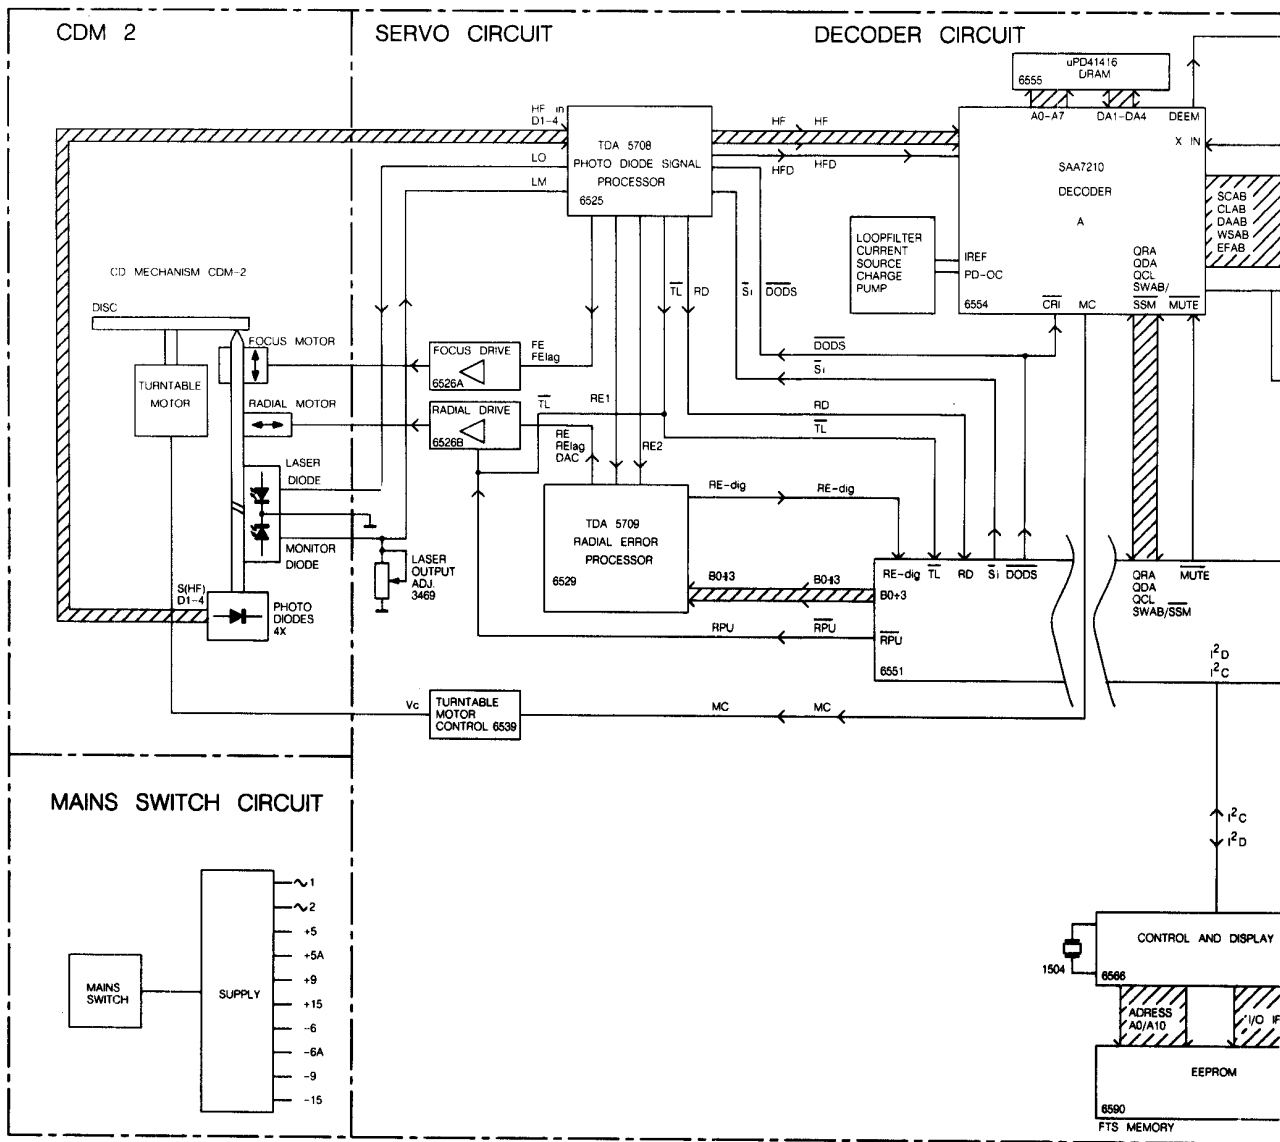 CDM 2
SERVO CIRCUIT
DECODER CIRCUIT
uPD41416
DRAM
6555
A0-A7
DA1-DA4
DEEM
X IN
HF in
D1-4
LO
LM
TDA 5708
PHOTO DIODE SIGNAL
PROCESSOR
6525
HF
HF
HFD
HFD
SAA7210
DECODER
A
SCAB
CLAB
DAAB
WSAB
EFAB
LOOPFILTER
CURRENT
SOURCE
CHARGE
PUMP
IREF
PD-OC
6554
CRI
MC
QRA
QDA
QCL
SWAB/
SSM
MUTE
CD MECHANISM CDM-2
DISC
FOCUS MOTOR
TURNTABLE
MOTOR
RADIAL MOTOR
LASER
DIODE
MONITOR
DIODE
S(HF)
D1-4
PHOTO
DIODES
4X
TL
RD
Si
DODS
FOCUS DRIVE
6526A
FE
FElag
RADIAL DRIVE
6526B
TL
RE
RElag
DAC
RE1
RE2
DODS
Si
RD
TL
RE-dig
RE-dig
TDA 5709
RADIAL ERROR
PROCESSOR
6529
LASER
OUTPUT
ADJ.
3469
B0÷3
B0÷3
RPU
RPU
RE-dig
TL
RD
Si
DODS
B0÷3
RPU
6551
QRA
QDA
QCL
SWAB/SSM
MUTE
I²D
I²C
Vc
TURNTABLE
MOTOR
CONTROL 6539
MC
MC
MAINS SWITCH CIRCUIT
MAINS
SWITCH
SUPPLY
~1
~2
+5
+5A
+9
+15
-6
-6A
-9
-15
I²C
I²D
1504
CONTROL AND DISPLAY
6566
ADRESS
A0/A10
I/O IF
EEPROM
6590
FTS MEMORY